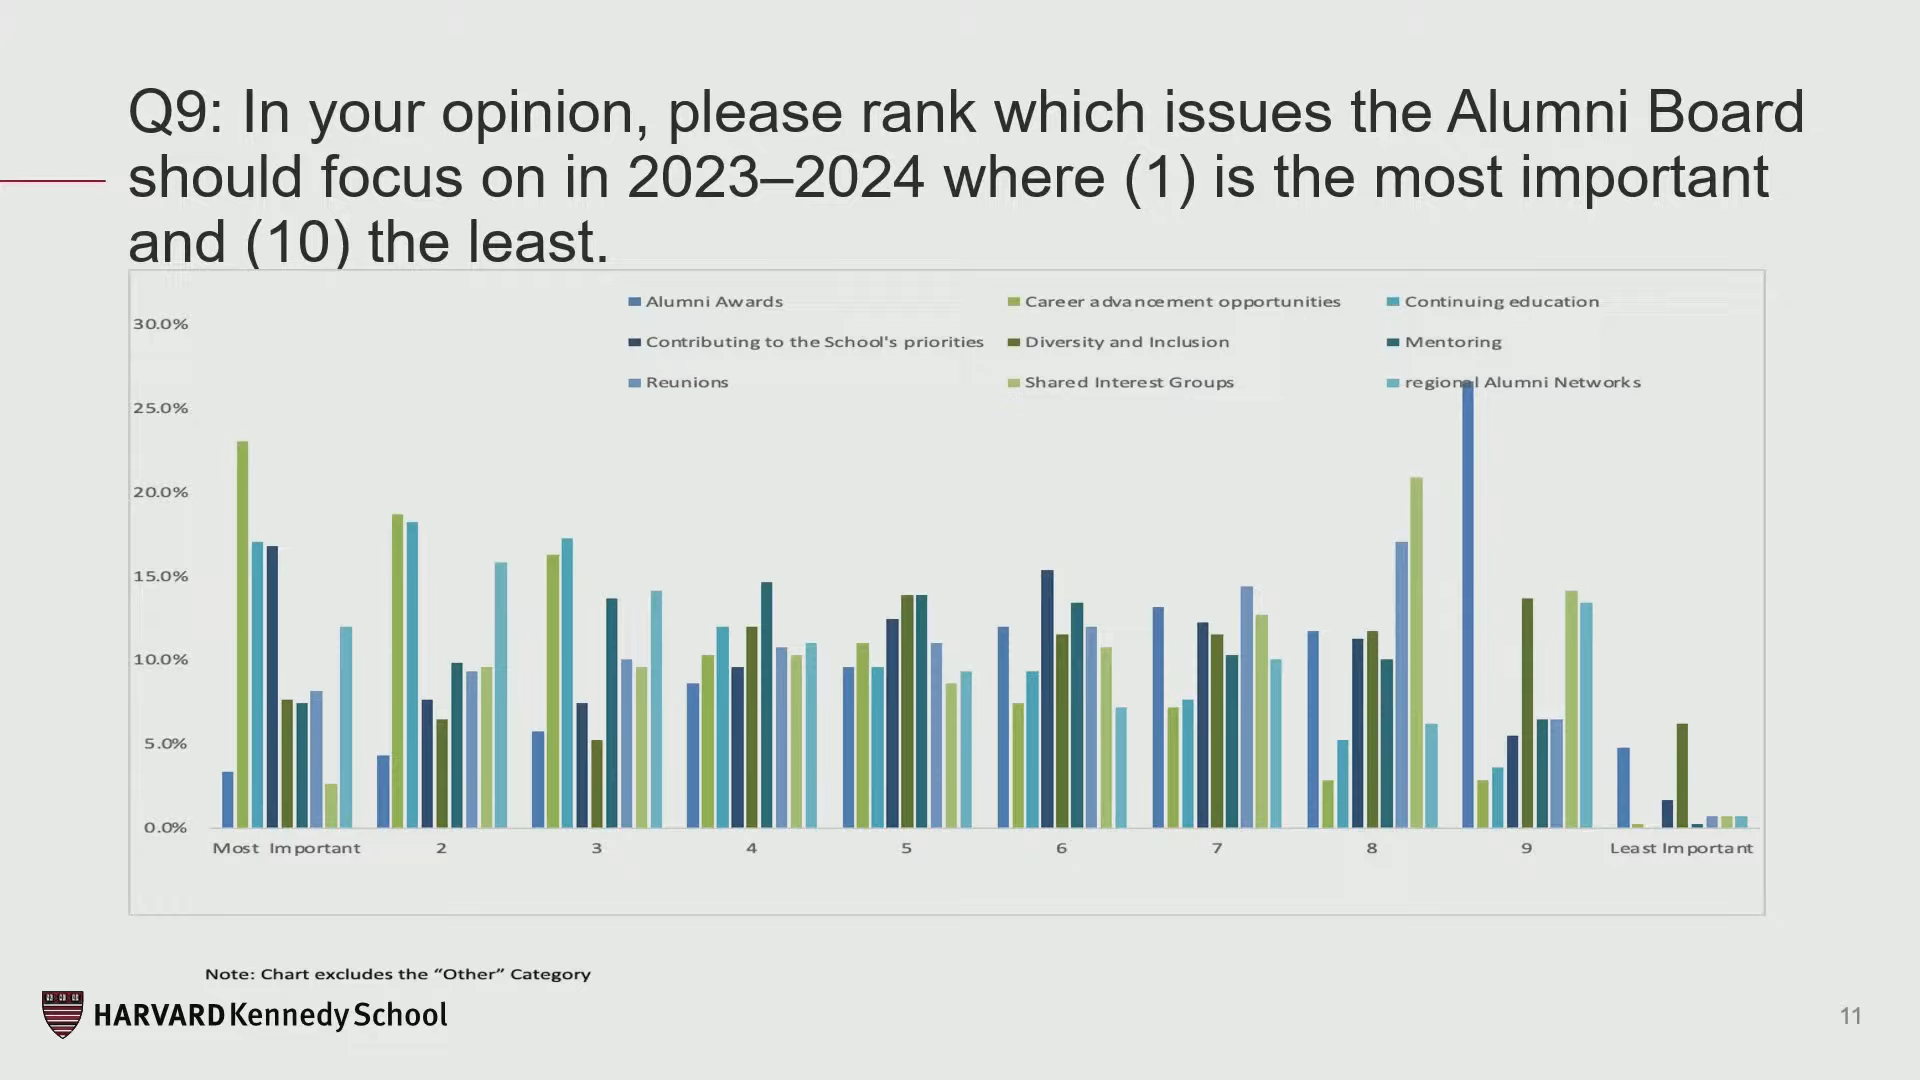 Q9: In your opinion, please rank which issues the Alumni Board
should focus on in 2023–2024 where (1) is the most important
and (10) the least.
Alumni Awards
Career advancement opportunities
Continuing education
Contributing to the School's priorities
Diversity and Inclusion
Mentoring
Reunions
Shared Interest Groups
regional Alumni Networks
30.0%
25.0%
20.0%
15.0%
10.0%
5.0%
0.0%
Most Important 2 3 4 5 6 7 8 9 Least Important
Note: Chart excludes the “Other” Category
HARVARD Kennedy School
11